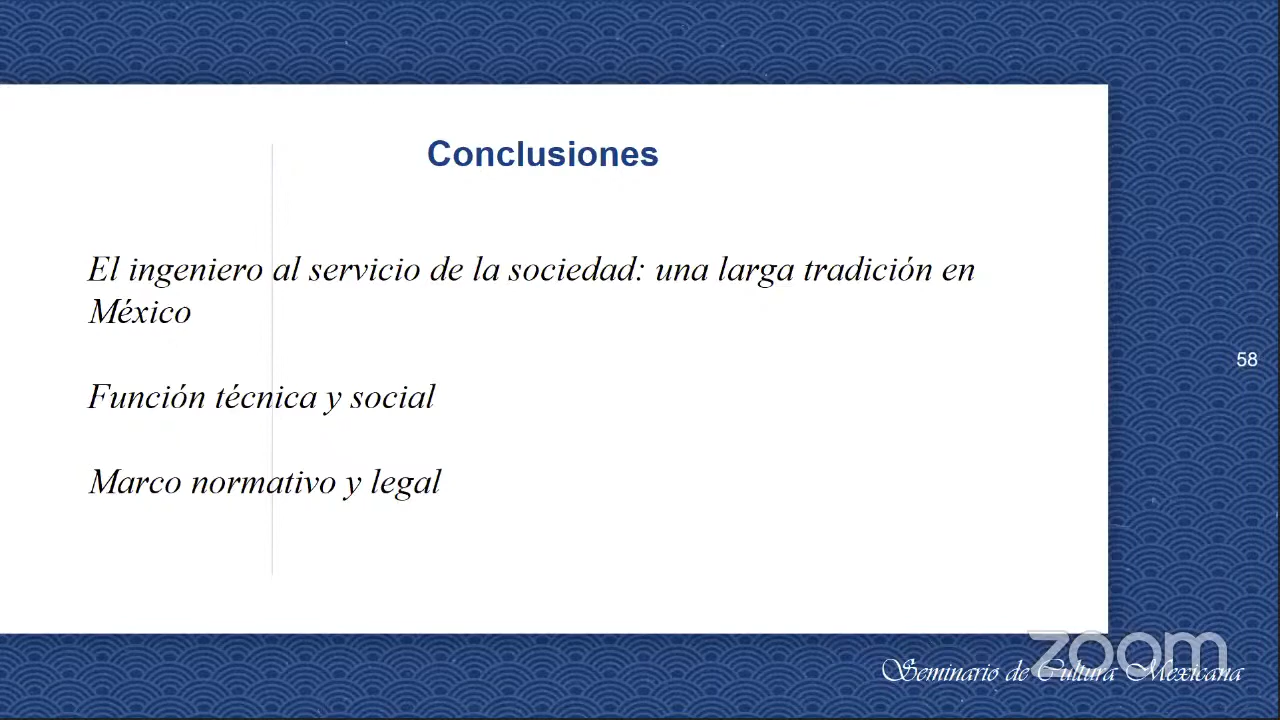 Conclusiones
El ingeniero al servicio de la sociedad: una larga tradición en
México
Función técnica y social
Marco normativo y legal
58
zoom
Seminario de Cultura Mexicana